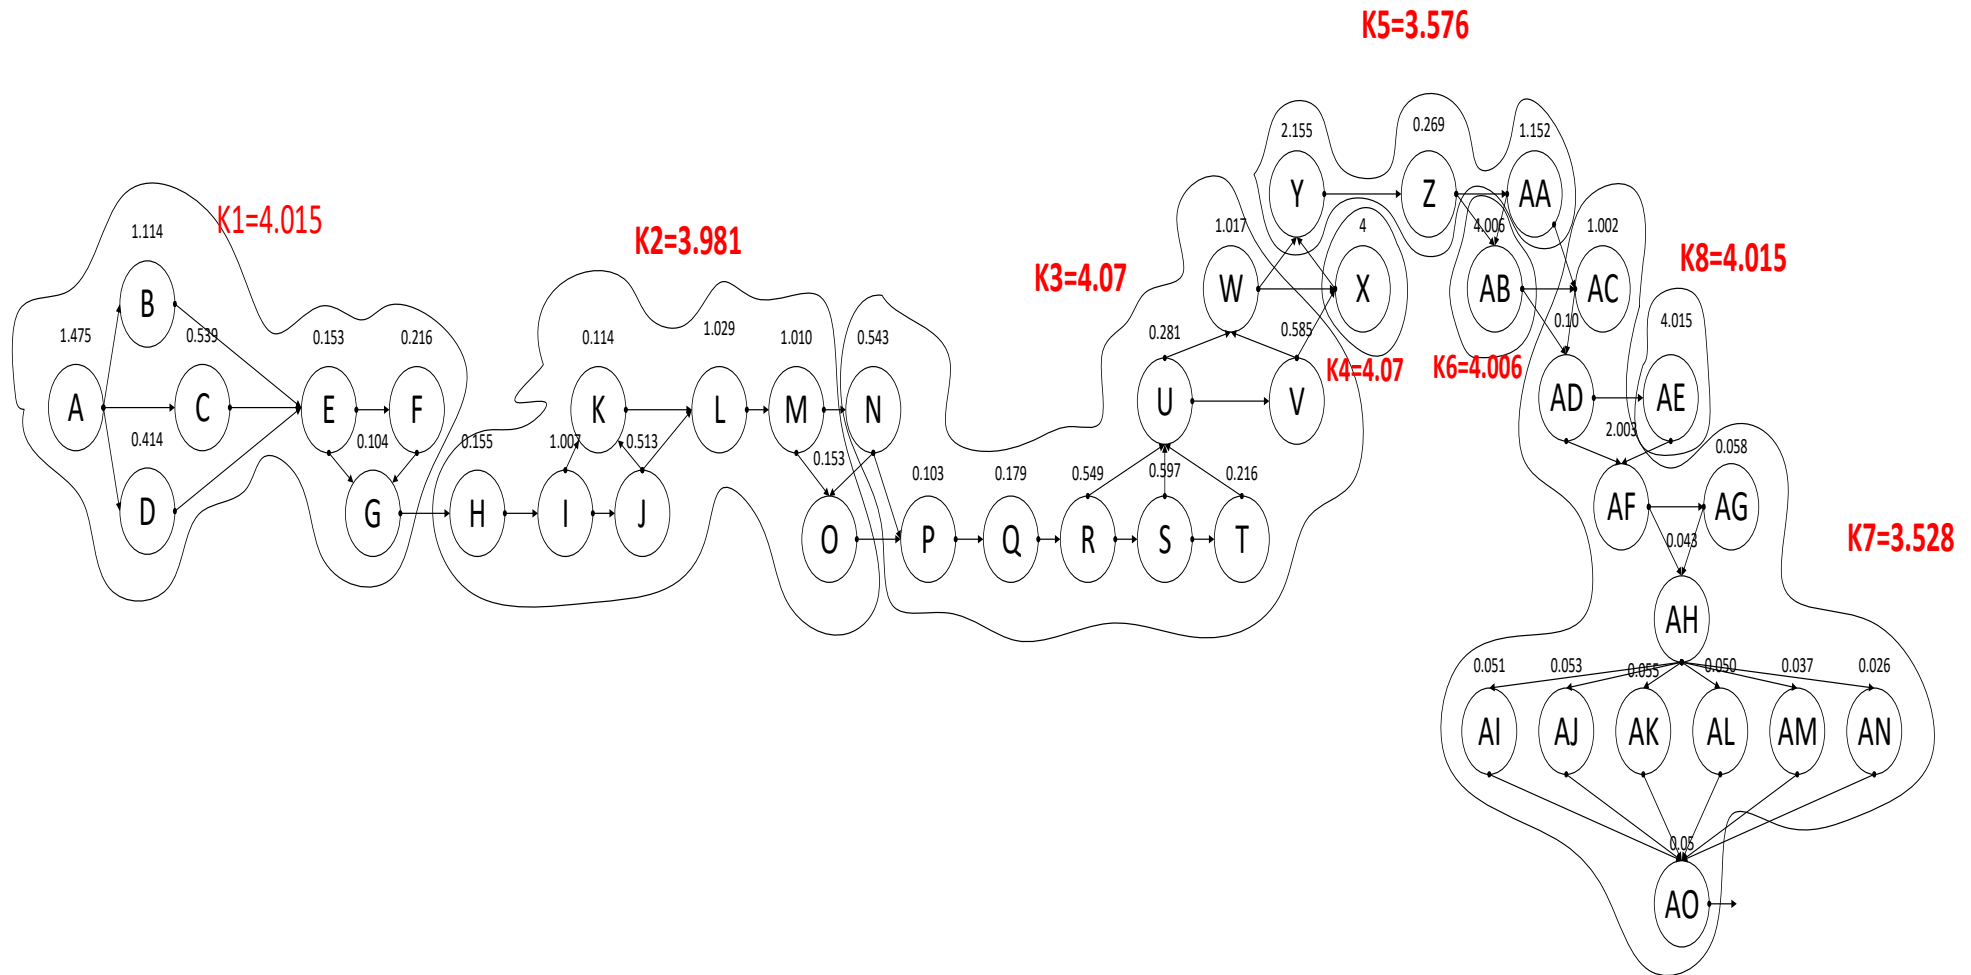 K5=3.576
2.155
0.269
1.152
Y
Z
AA
K1=4.015
K2=3.981
1.114
1.017
4
4.006
1.002
K3=4.07
K8=4.015
B
W
X
AB
AC
1.475
0.539
0.153
0.216
0.114
1.029
1.010
0.543
0.281
0.585
0.10
4.015
K4=4.07
K6=4.006
A
C
E
F
K
L
M
N
U
V
AD
AE
0.414
0.104
0.155
1.007
0.513
0.153
0.103
0.179
0.549
0.597
0.216
2.003
0.058
D
G
H
I
J
O
P
Q
R
S
T
AF
AG
0.043
K7=3.528
AH
0.051
0.053
0.055
0.050
0.037
0.026
AI
AJ
AK
AL
AM
AN
0.05
AO